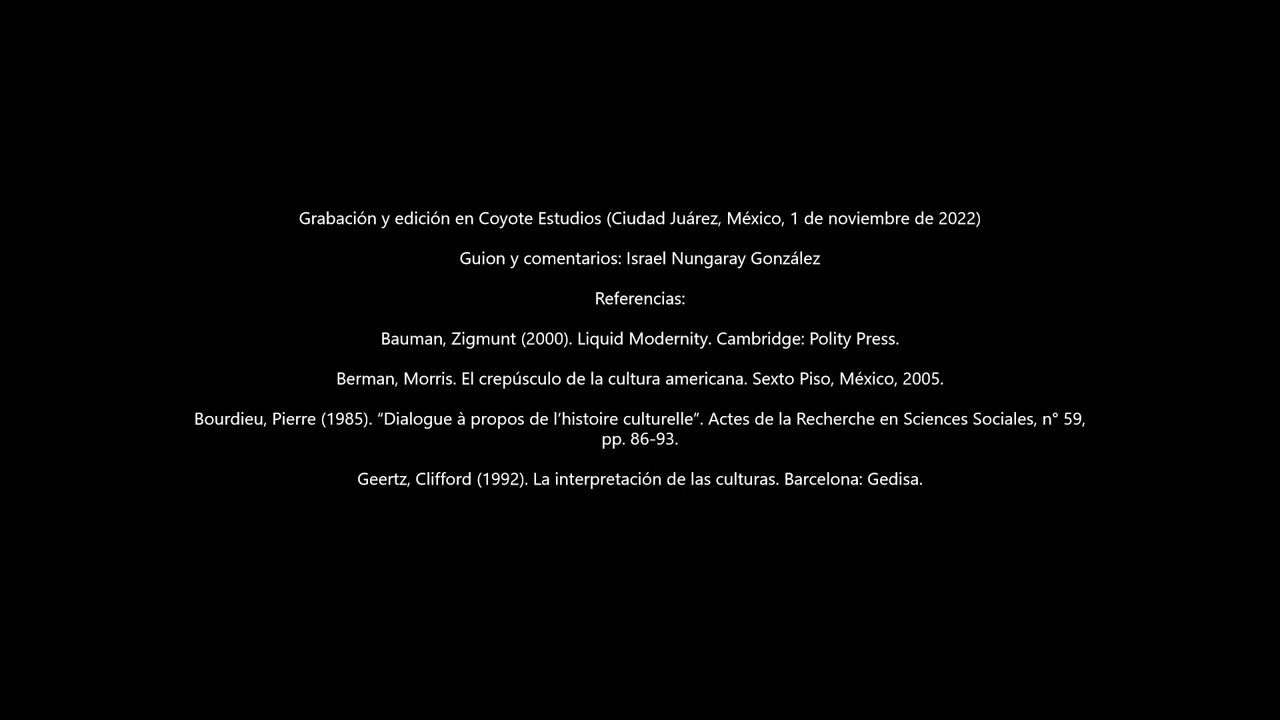 Grabación y edición en Coyote Estudios (Ciudad Juárez, México, 1 de noviembre de 2022)
Guion y comentarios: Israel Nungaray González
Referencias:
Bauman, Zigmunt (2000). Liquid Modernity. Cambridge: Polity Press.
Berman, Morris. El crepúsculo de la cultura americana. Sexto Piso, México, 2005.
Bourdieu, Pierre (1985). “Dialogue à propos de l’histoire culturelle”. Actes de la Recherche en Sciences Sociales, n° 59,
pp. 86-93.
Geertz, Clifford (1992). La interpretación de las culturas. Barcelona: Gedisa.